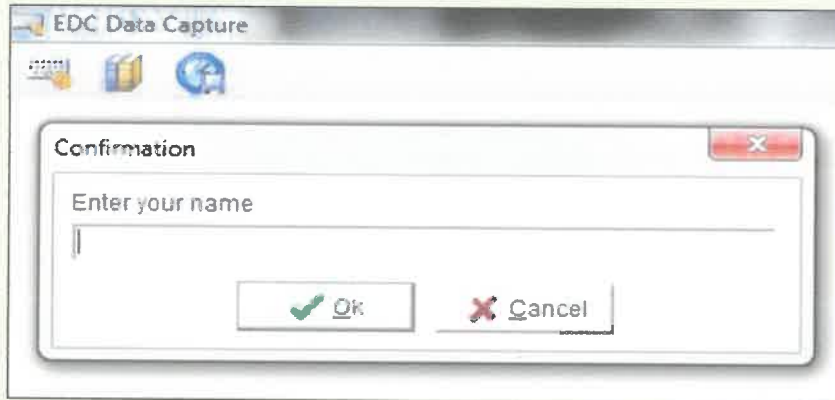 EDC Data Capture
Confirmation
Enter your name
Ok
Cancel